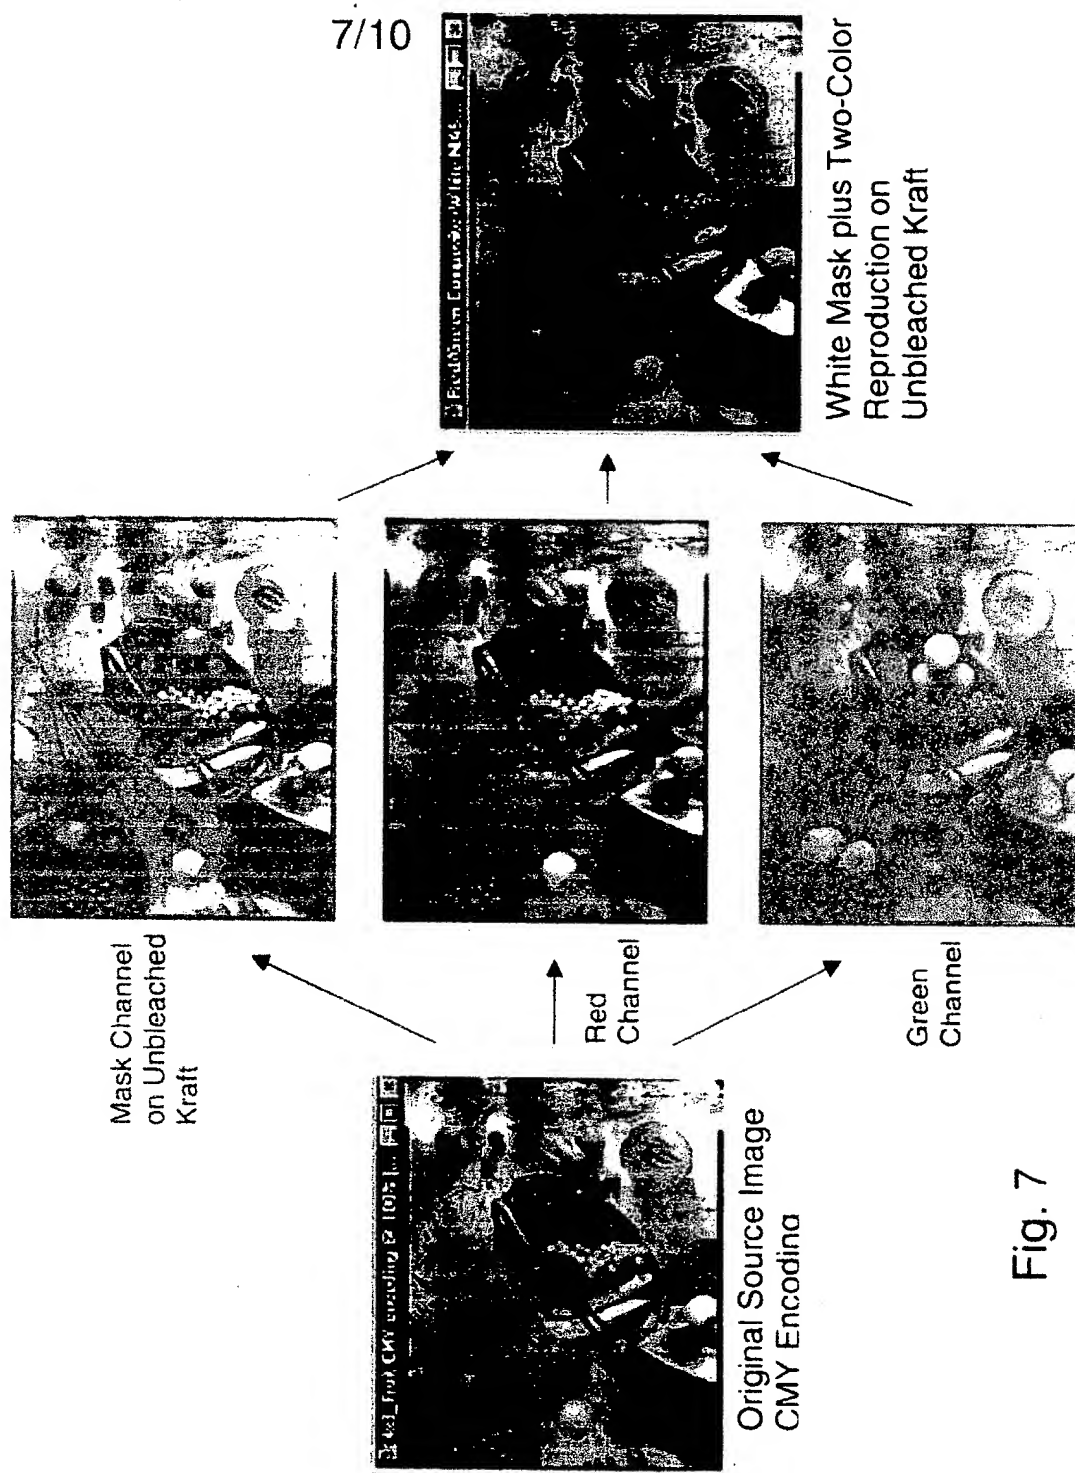 7/10
Mask Channel
on Unbleached
Kraft
Original Source Image
CMY Encoding
Red
Channel
Green
Channel
White Mask plus Two-Color
Reproduction on
Unbleached Kraft
Fig. 7